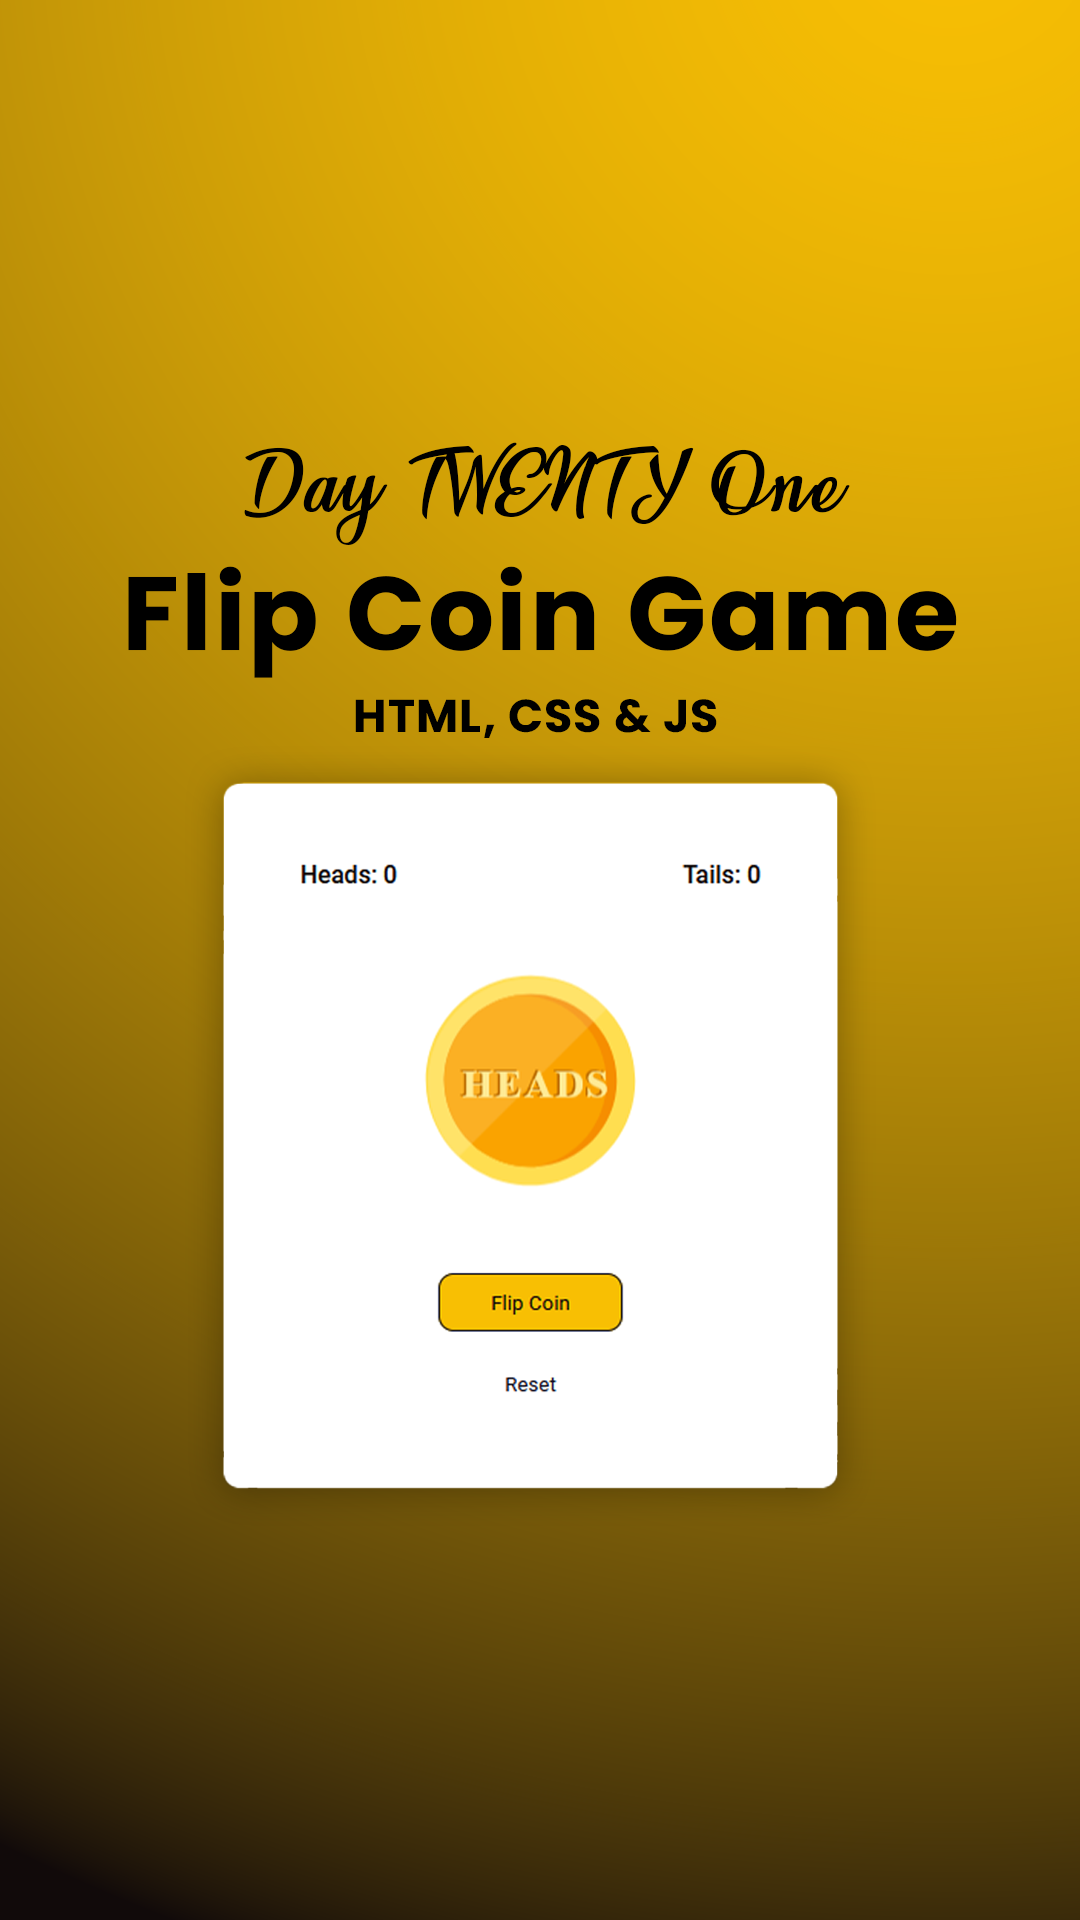 Day TWENTY One
Flip Coin Game
HTML, CSS & JS
Heads: 0 Tails: 0
HEADS
Flip Coin
Reset